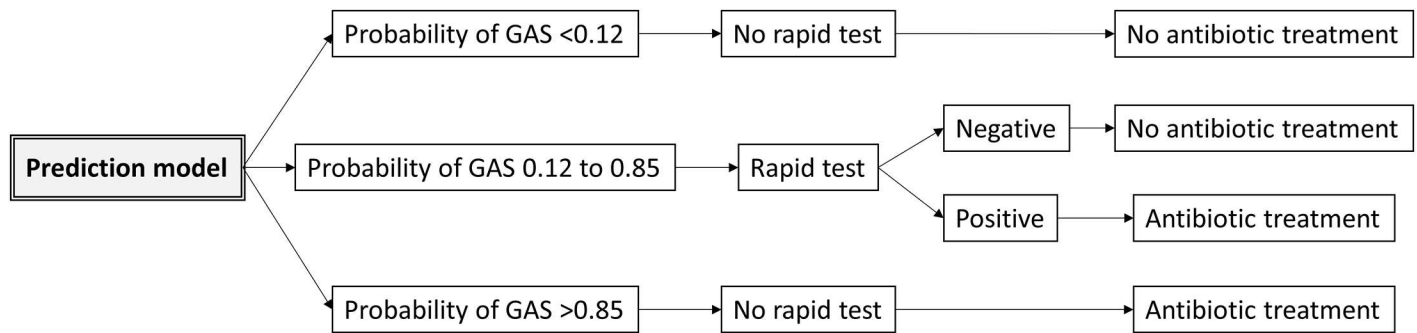 Prediction model
Probability of GAS <0.12
No rapid test
No antibiotic treatment
Probability of GAS 0.12 to 0.85
Rapid test
Negative
No antibiotic treatment
Positive
Antibiotic treatment
Probability of GAS >0.85
No rapid test
Antibiotic treatment